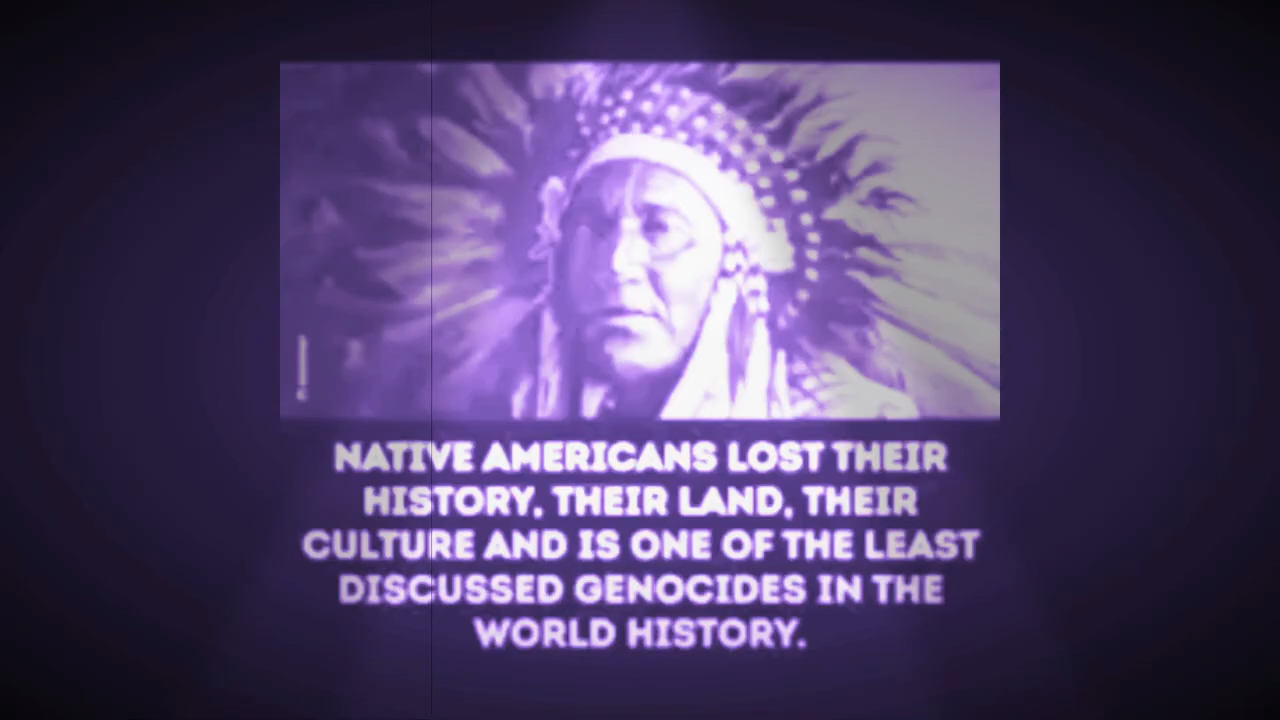 NATIVE AMERICANS LOST THEIR
HISTORY, THEIR LAND, THEIR
CULTURE AND IS ONE OF THE LEAST
DISCUSSED GENOCIDES IN THE
WORLD HISTORY.